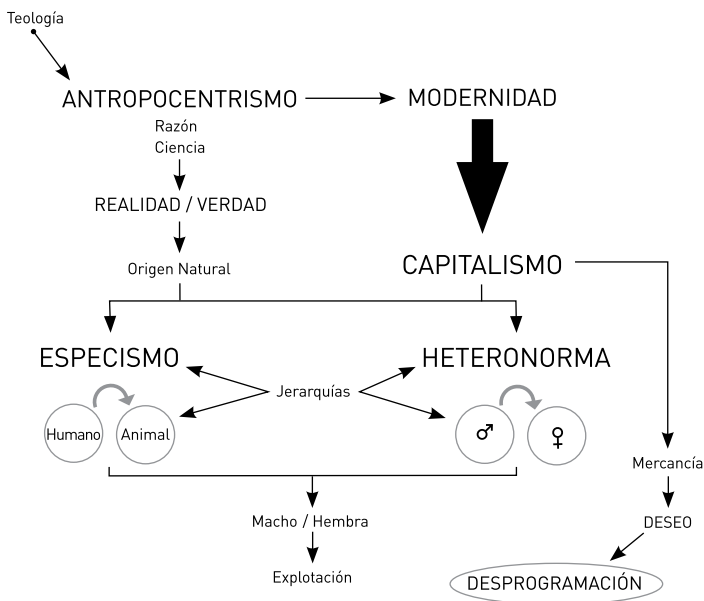 Teología
ANTROPOCENTRISMO
MODERNIDAD
Razón
Ciencia
REALIDAD / VERDAD
Origen Natural
CAPITALISMO
ESPECISMO
HETERONORMA
Jerarquías
Humano
Animal
♂
♀
Mercancía
Macho / Hembra
DESEO
Explotación
DESPROGRAMACIÓN